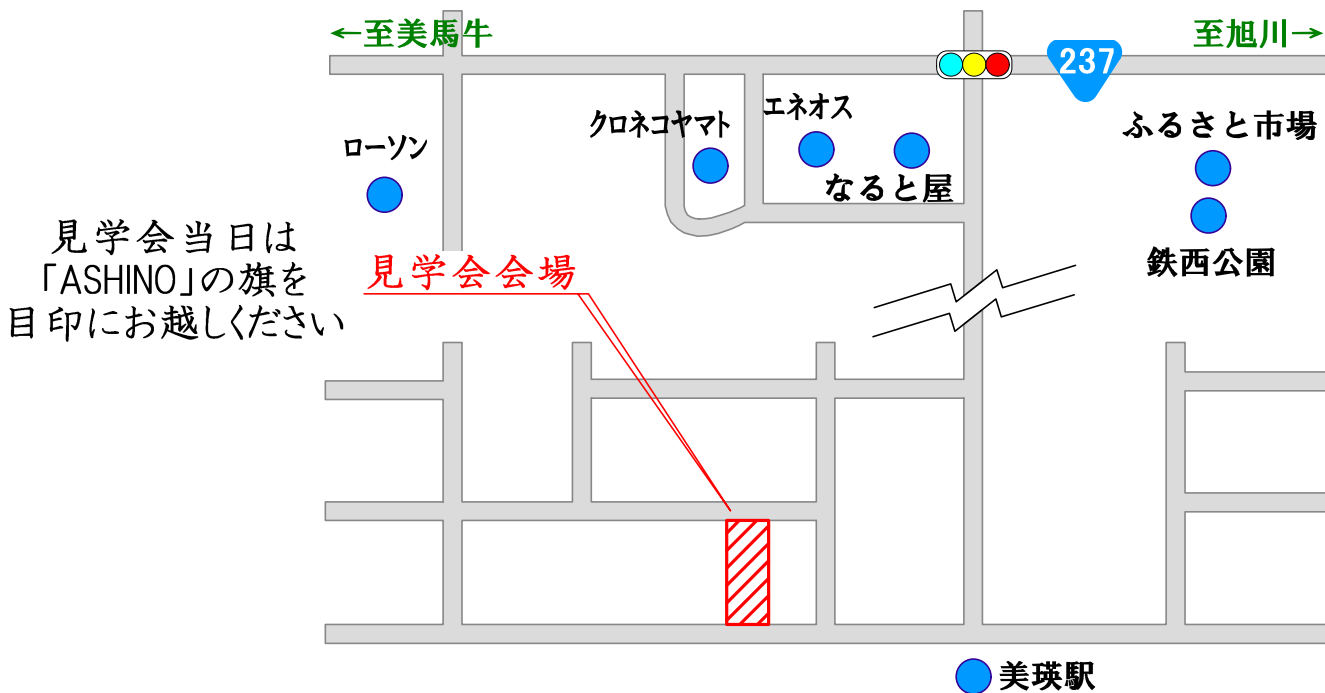 ←至美馬牛
至旭川→
237
エネオス
クロネコヤマト
ふるさと市場
ローソン
なると屋
見学会当日は
「ASHINO」の旗を
目印にお越しください
見学会会場
鉄西公園
美瑛駅